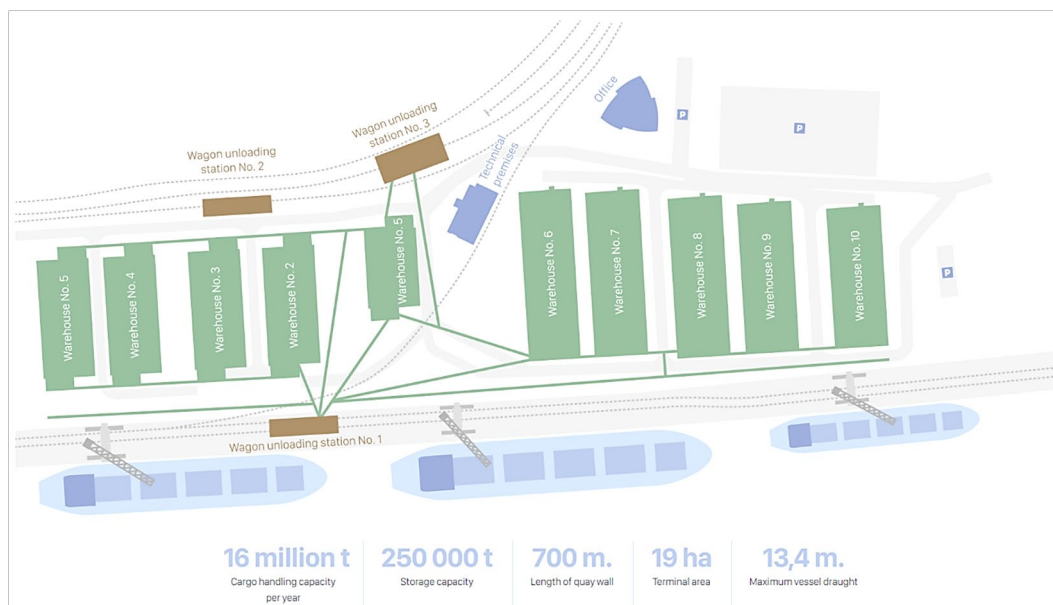 Office
Wagon unloading
station No. 3
P
P
Wagon unloading
station No. 2
Technical
premises
Warehouse No. 5
Warehouse No. 4
Warehouse No. 3
Warehouse No. 2
Warehouse No. 5
Warehouse No. 6
Warehouse No. 7
Warehouse No. 8
Warehouse No. 9
Warehouse No. 10
P
Wagon unloading station No. 1
16 million t
Cargo handling capacity
per year
250 000 t
Storage capacity
700 m.
Length of quay wall
19 ha
Terminal area
13,4 m.
Maximum vessel draught